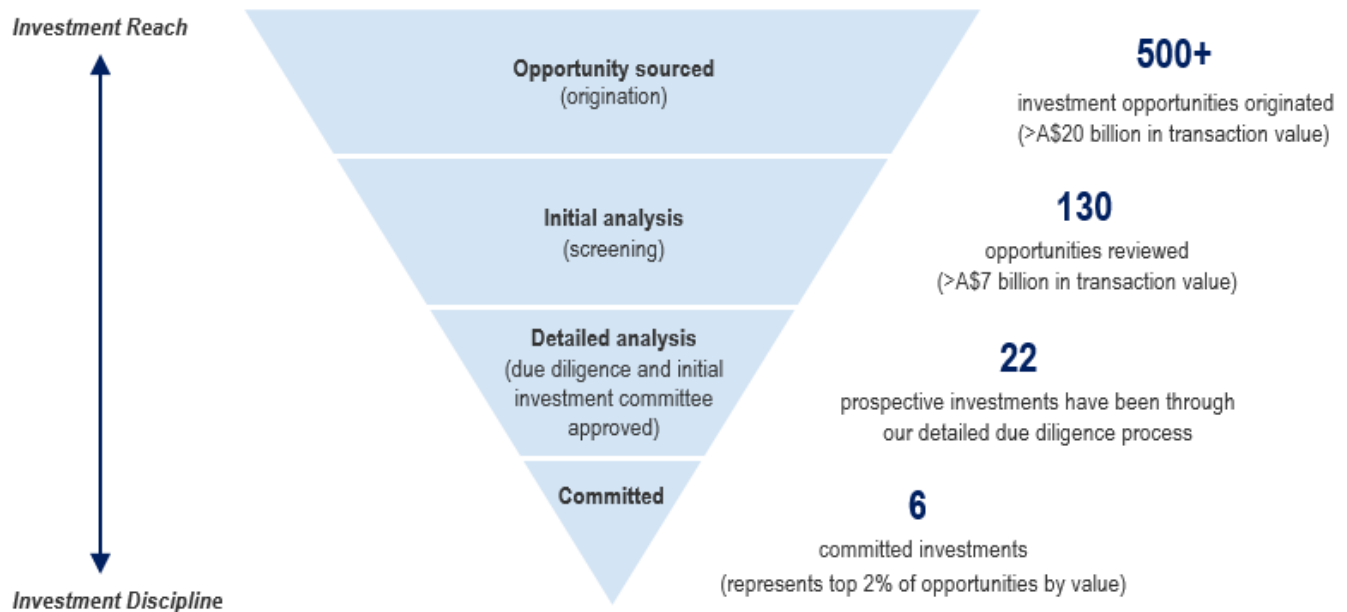 Investment Reach
Opportunity sourced
(origination)
500+
investment opportunities originated
(>A$20 billion in transaction value)
Initial analysis
(screening)
130
opportunities reviewed
(>A$7 billion in transaction value)
Detailed analysis
(due diligence and initial
investment committee
approved)
22
prospective investments have been through
our detailed due diligence process
Committed
6
committed investments
(represents top 2% of opportunities by value)
Investment Discipline